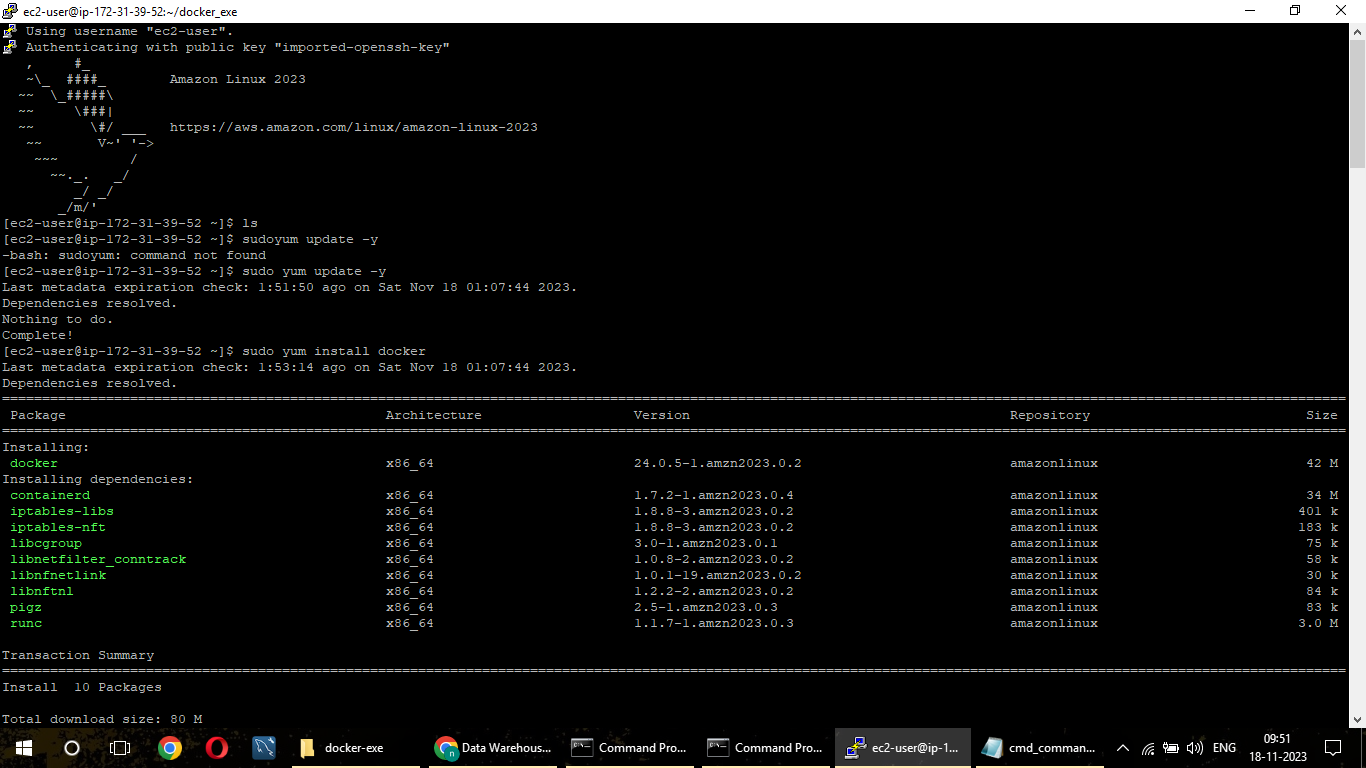 ec2-user@ip-172-31-39-52:~/docker_exe
Using username "ec2-user".
Authenticating with public key "imported-openssh-key"
   ,     #_
   ~\_  ####_        Amazon Linux 2023
  ~~  \_#####\
  ~~     \###|
  ~~       \#/ ___   https://aws.amazon.com/linux/amazon-linux-2023
   ~~       V~' '->
    ~~~         /
      ~~._.   _/
         _/ _/
       _/m/'
[ec2-user@ip-172-31-39-52 ~]$ ls
[ec2-user@ip-172-31-39-52 ~]$ sudoyum update -y
-bash: sudoyum: command not found
[ec2-user@ip-172-31-39-52 ~]$ sudo yum update -y
Last metadata expiration check: 1:51:50 ago on Sat Nov 18 01:07:44 2023.
Dependencies resolved.
Nothing to do.
Complete!
[ec2-user@ip-172-31-39-52 ~]$ sudo yum install docker
Last metadata expiration check: 1:53:14 ago on Sat Nov 18 01:07:44 2023.
Dependencies resolved.
Package Architecture Version Repository Size
Installing:
docker x86_64 24.0.5-1.amzn2023.0.2 amazonlinux 42 M
Installing dependencies:
containerd x86_64 1.7.2-1.amzn2023.0.4 amazonlinux 34 M
iptables-libs x86_64 1.8.8-3.amzn2023.0.2 amazonlinux 401 k
iptables-nft x86_64 1.8.8-3.amzn2023.0.2 amazonlinux 183 k
libcgroup x86_64 3.0-1.amzn2023.0.1 amazonlinux 75 k
libnetfilter_conntrack x86_64 1.0.8-2.amzn2023.0.2 amazonlinux 58 k
libnfnetlink x86_64 1.0.1-19.amzn2023.0.2 amazonlinux 30 k
libnftnl x86_64 1.2.2-2.amzn2023.0.2 amazonlinux 84 k
pigz x86_64 2.5-1.amzn2023.0.3 amazonlinux 83 k
runc x86_64 1.1.7-1.amzn2023.0.3 amazonlinux 3.0 M
Transaction Summary
Install  10 Packages
Total download size: 80 M
docker-exe Data Warehous... Command Pro... Command Pro... ec2-user@ip-1... cmd_comman... ENG 09:51
18-11-2023